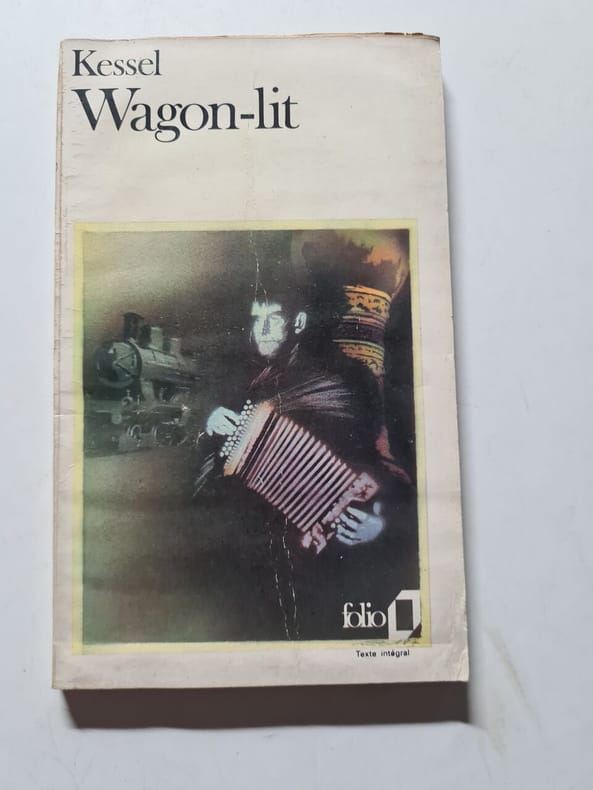 Kessel
Wagon-lit
folio
Texte intégral